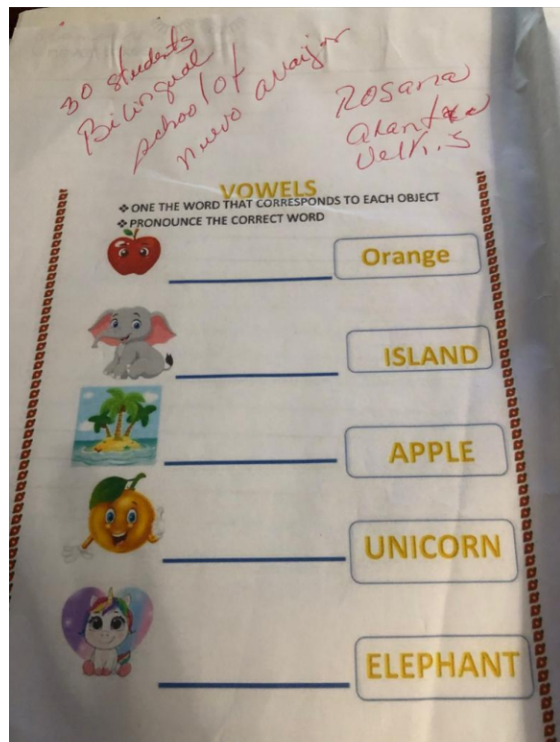 30 students
Bilingual
school of
nuevo
Rosaria
VOWELS
❖ ONE THE WORD THAT CORRESPONDS TO EACH OBJECT
❖ PRONOUNCE THE CORRECT WORD
Orange
ISLAND
APPLE
UNICORN
ELEPHANT